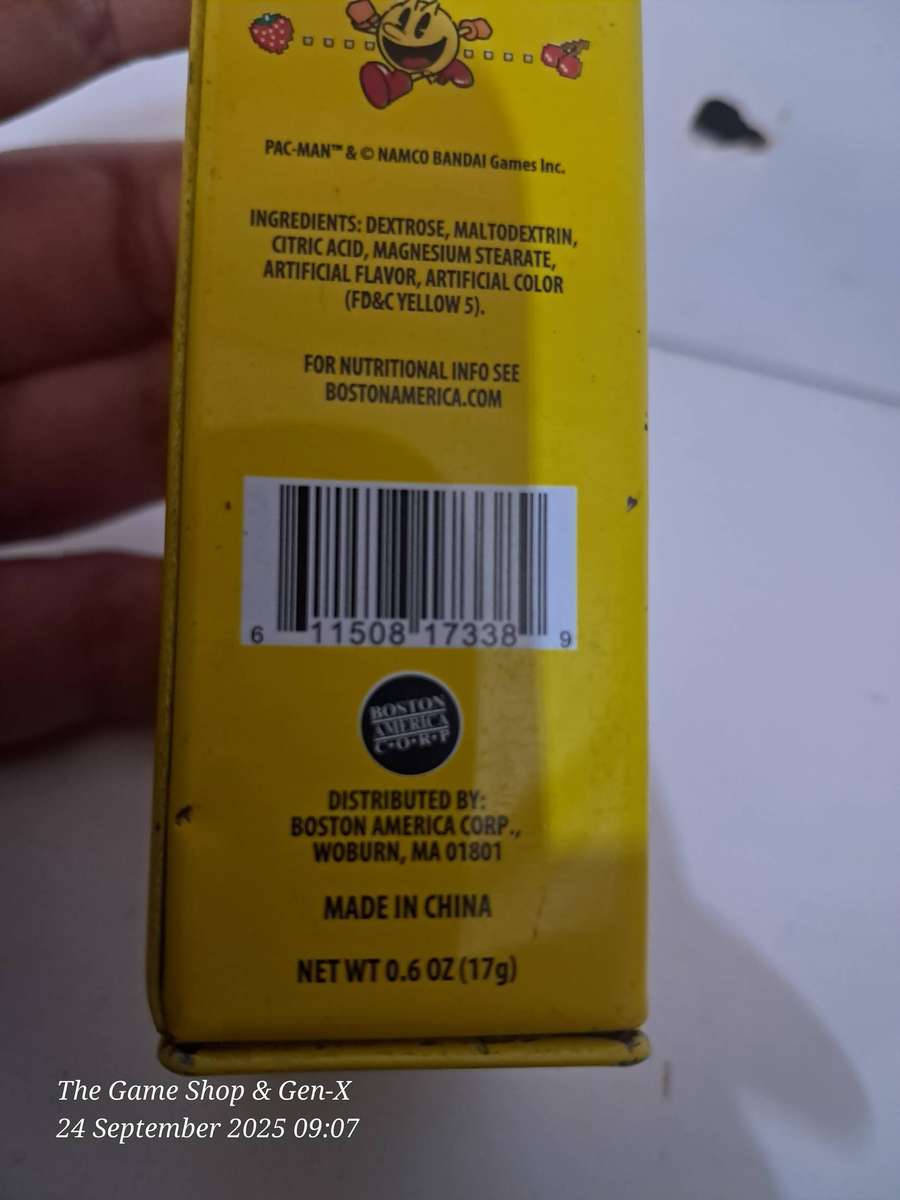 PAC-MAN™ & © NAMCO BANDAI Games Inc.
INGREDIENTS: DEXTROSE, MALTODEXTRIN,
CITRIC ACID, MAGNESIUM STEARATE,
ARTIFICIAL FLAVOR, ARTIFICIAL COLOR
(FD&C YELLOW 5).
FOR NUTRITIONAL INFO SEE
BOSTONAMERICA.COM
6 11508 17338 9
BOSTON
AMERICA
C·O·R·P
DISTRIBUTED BY:
BOSTON AMERICA CORP.,
WOBURN, MA 01801
MADE IN CHINA
NET WT 0.6 OZ (17g)
The Game Shop & Gen-X
24 September 2025 09:07